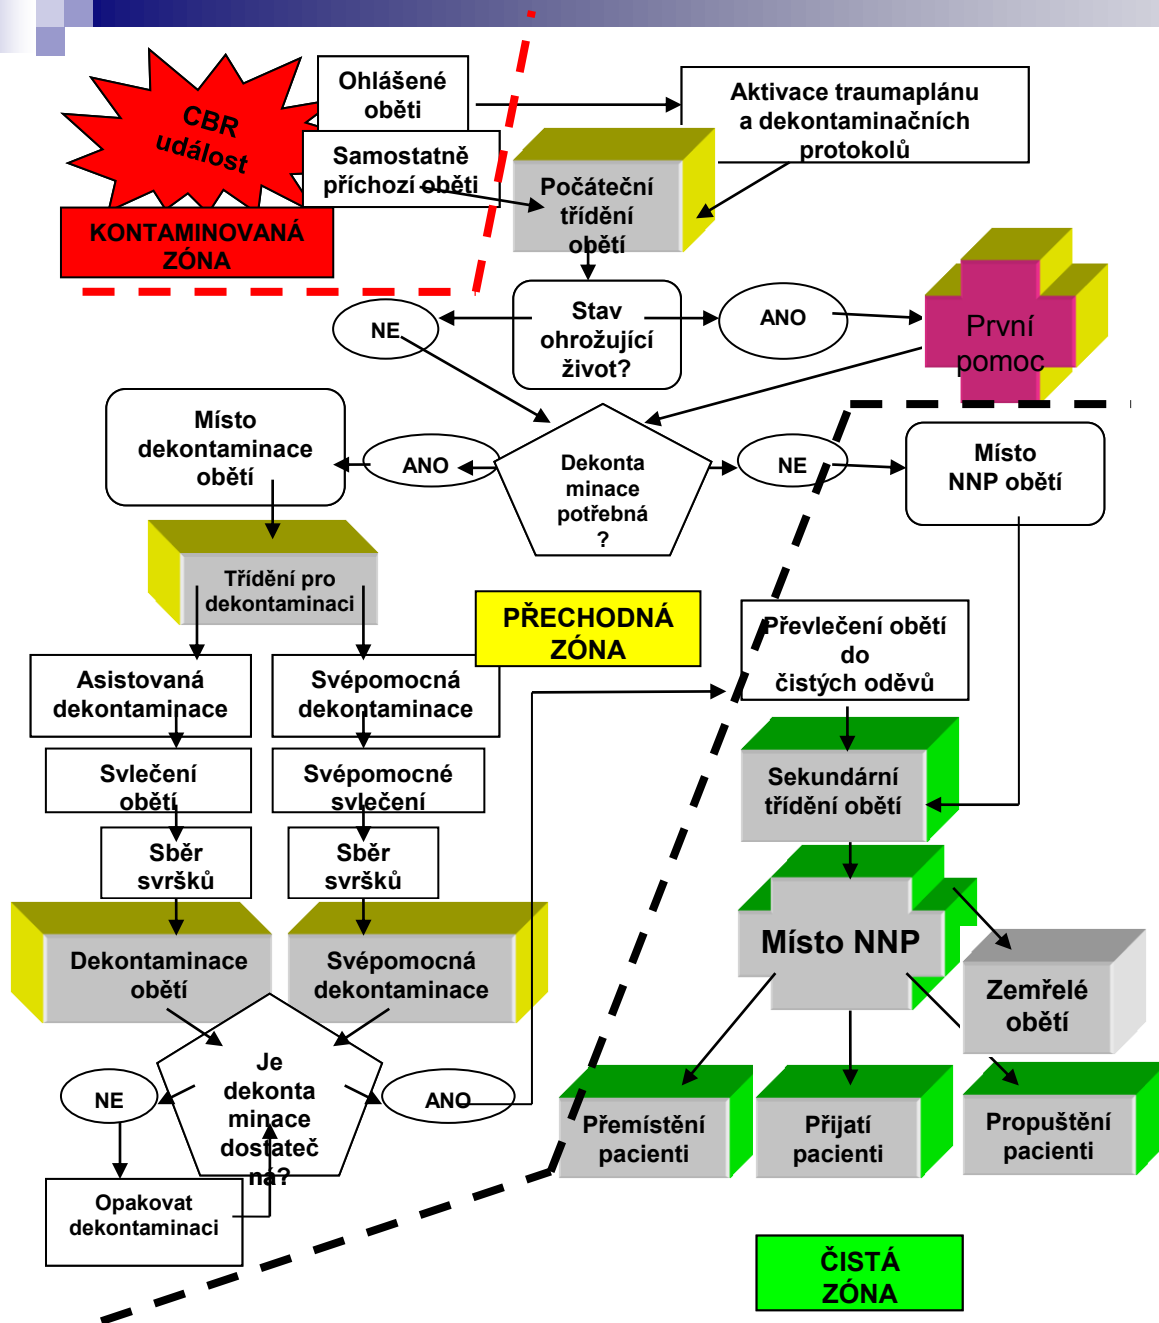 CBR
událost
KONTAMINOVANÁ
ZÓNA
Ohlášené
oběti
Samostatně
příchozí oběti
Aktivace traumaplánu
a dekontaminačních
protokolů
Počáteční
třídění
obětí
Stav
ohrožující
život?
NE
ANO
První
pomoc
Místo
dekontaminace
obětí
ANO
Dekonta
minace
potřebná
?
NE
Místo
NNP obětí
Třídění pro
dekontaminaci
PŘECHODNÁ
ZÓNA
Převlečení obětí
do
čistých oděvů
Asistovaná
dekontaminace
Svépomocná
dekontaminace
Svlečení
obětí
Svépomocné
svlečení
Sekundární
třídění obětí
Sběr
svršků
Sběr
svršků
Dekontaminace
obětí
Svépomocná
dekontaminace
Místo NNP
Zemřelé
obětí
Je
dekonta
minace
dostateč
ná?
NE
ANO
Opakovat
dekontaminaci
Přemístění
pacienti
Přijatí
pacienti
Propuštění
pacienti
ČISTÁ
ZÓNA